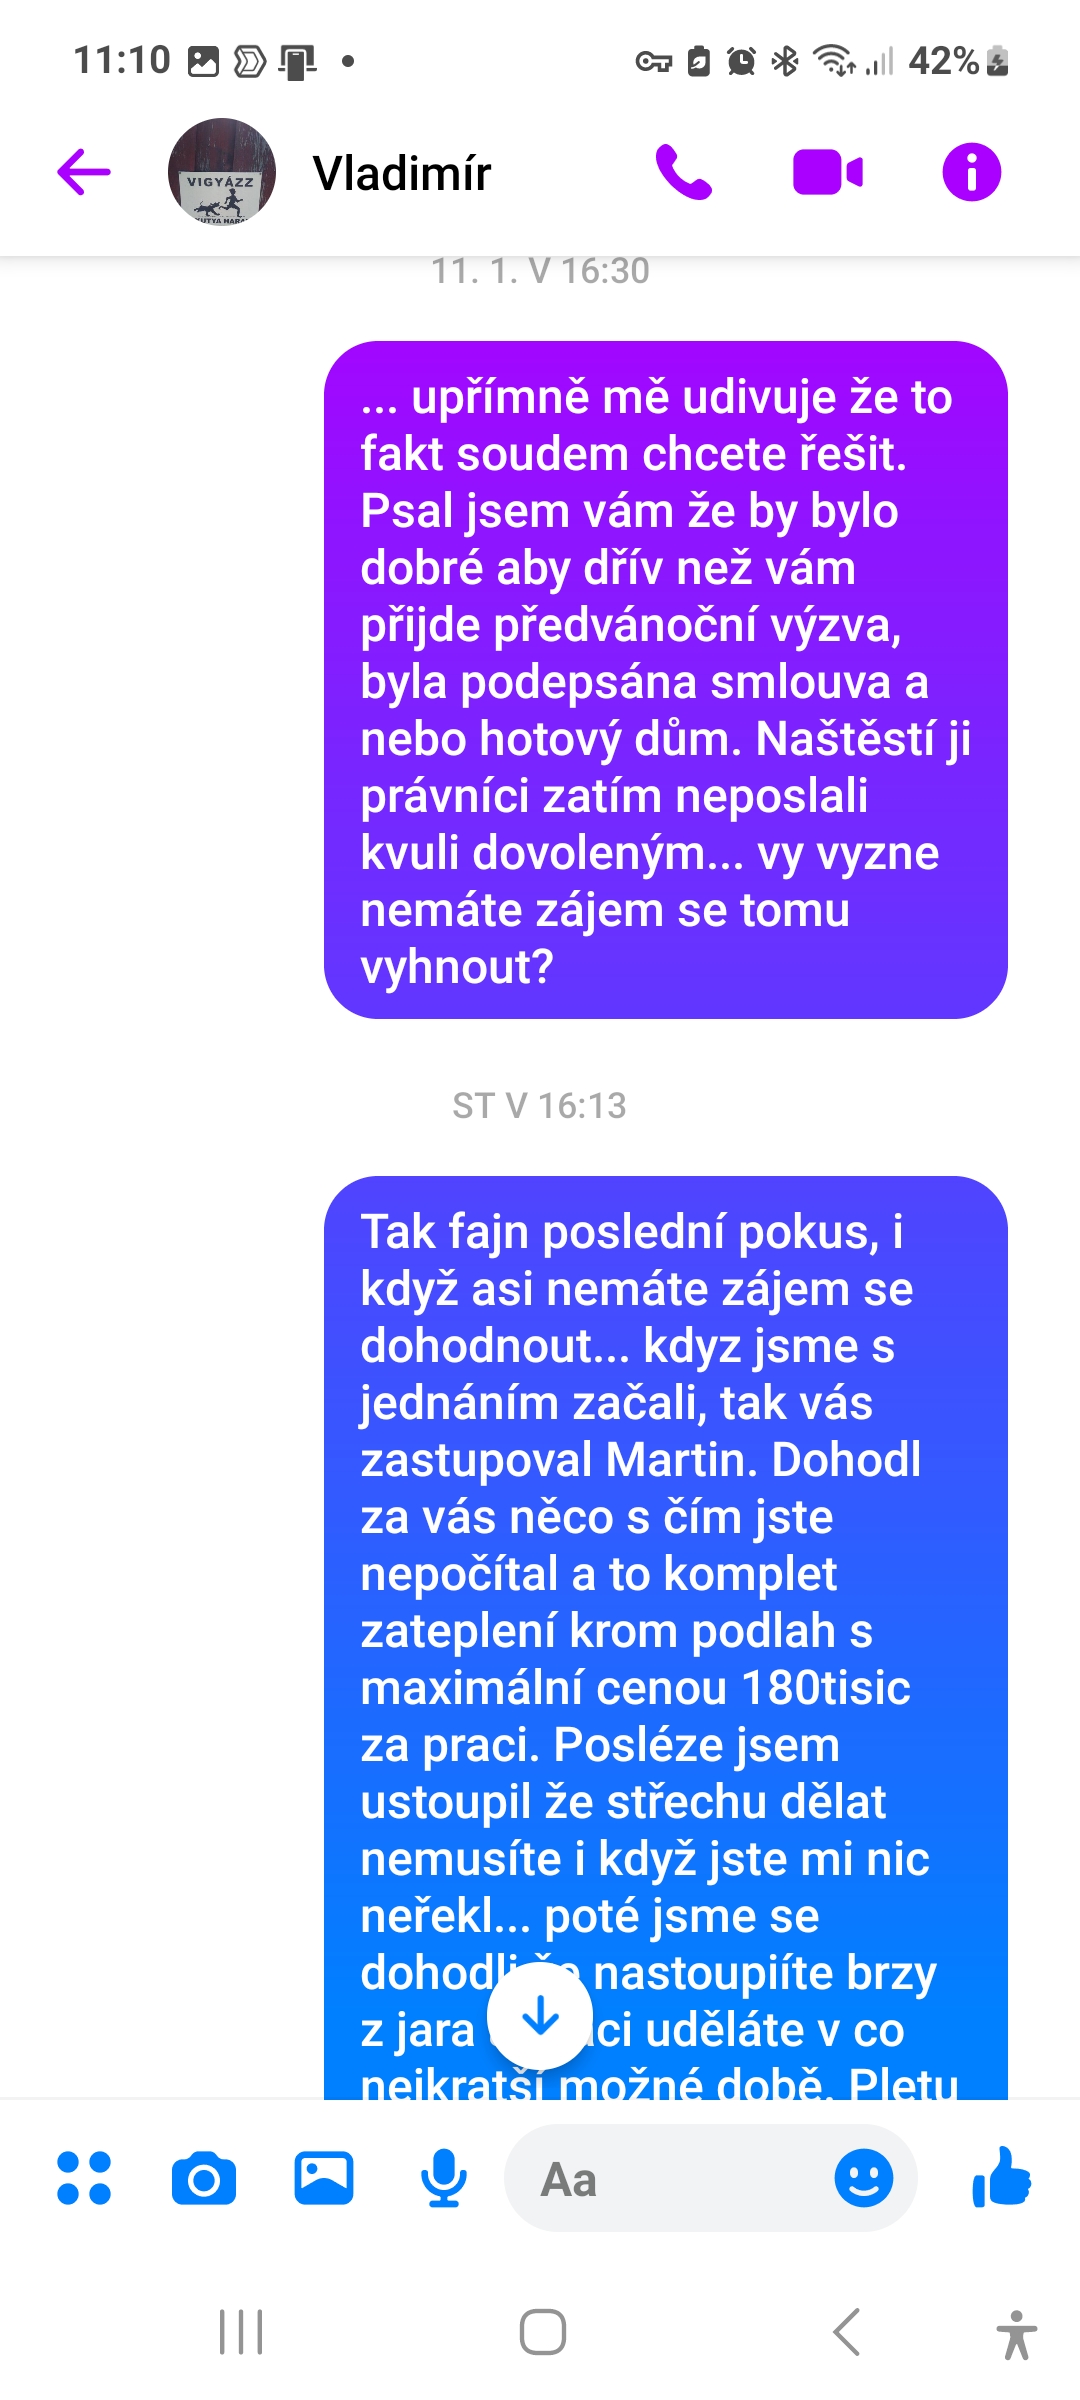 11:10
42%
VIGYÁZZ
Vladimír
11. 1. V 16:30
... upřímně mě udivuje že to
fakt soudem chcete řešit.
Psal jsem vám že by bylo
dobré aby dřív než vám
přijde předvánoční výzva,
byla podepsána smlouva a
nebo hotový dům. Naštěstí ji
právníci zatím neposlali
kvuli dovoleným... vy vyzne
nemáte zájem se tomu
vyhnout?
ST V 16:13
Tak fajn poslední pokus, i
když asi nemáte zájem se
dohodnout... kdyz jsme s
jednáním začali, tak vás
zastupoval Martin. Dohodl
za vás něco s čím jste
nepočítal a to komplet
zateplení krom podlah s
maximální cenou 180tisic
za praci. Posléze jsem
ustoupil že střechu dělat
nemusíte i když jste mi nic
neřekl... poté jsme se
dohodli že nastoupiíte brzy
z jara ci uděláte v co
nejkratší možné době. Pletu
Aa